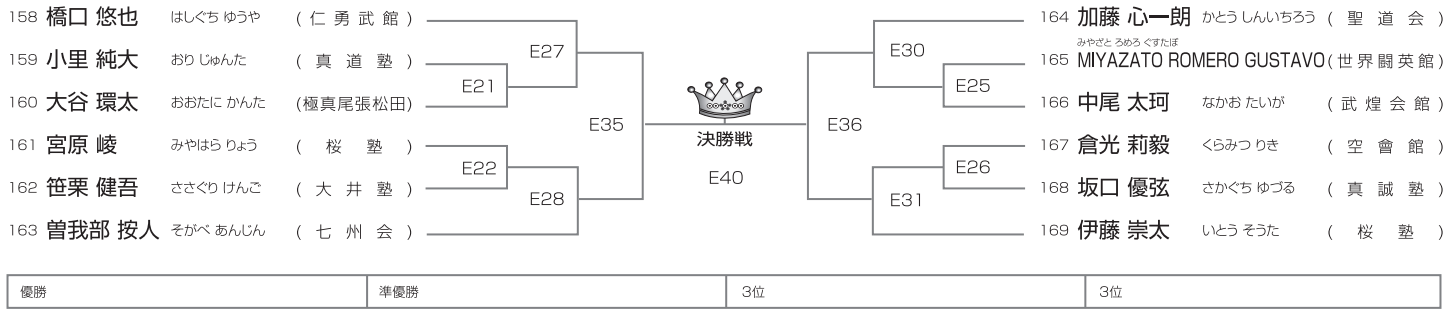 158 橋口 悠也 はしぐち ゆうや (仁勇武館)
159 小里 純大 おり じゅんた (真道塾)
160 大谷 環太 おおたに かんた (極真尾張松田)
161 宮原 崚 みやはら りょう (桜塾)
162 笹栗 健吾 ささぐり けんご (大井塾)
163 曽我部 按人 そがべ あんじん (七州会)
E27
E21
E35
E22
E28
決勝戦
E40
E30
E25
E36
E26
E31
164 加藤 心一朗 かとう しんいちろう (聖道会)
みやざと ろめろ ぐすたぼ
165 MIYAZATO ROMERO GUSTAVO (世界闘英館)
166 中尾 太珂 なかお たいが (武煌会館)
167 倉光 莉毅 くらみつ りき (空會館)
168 坂口 優弦 さかぐち ゆづる (真誠塾)
169 伊藤 崇太 いとう そうた (桜塾)
優勝 準優勝 3位 3位